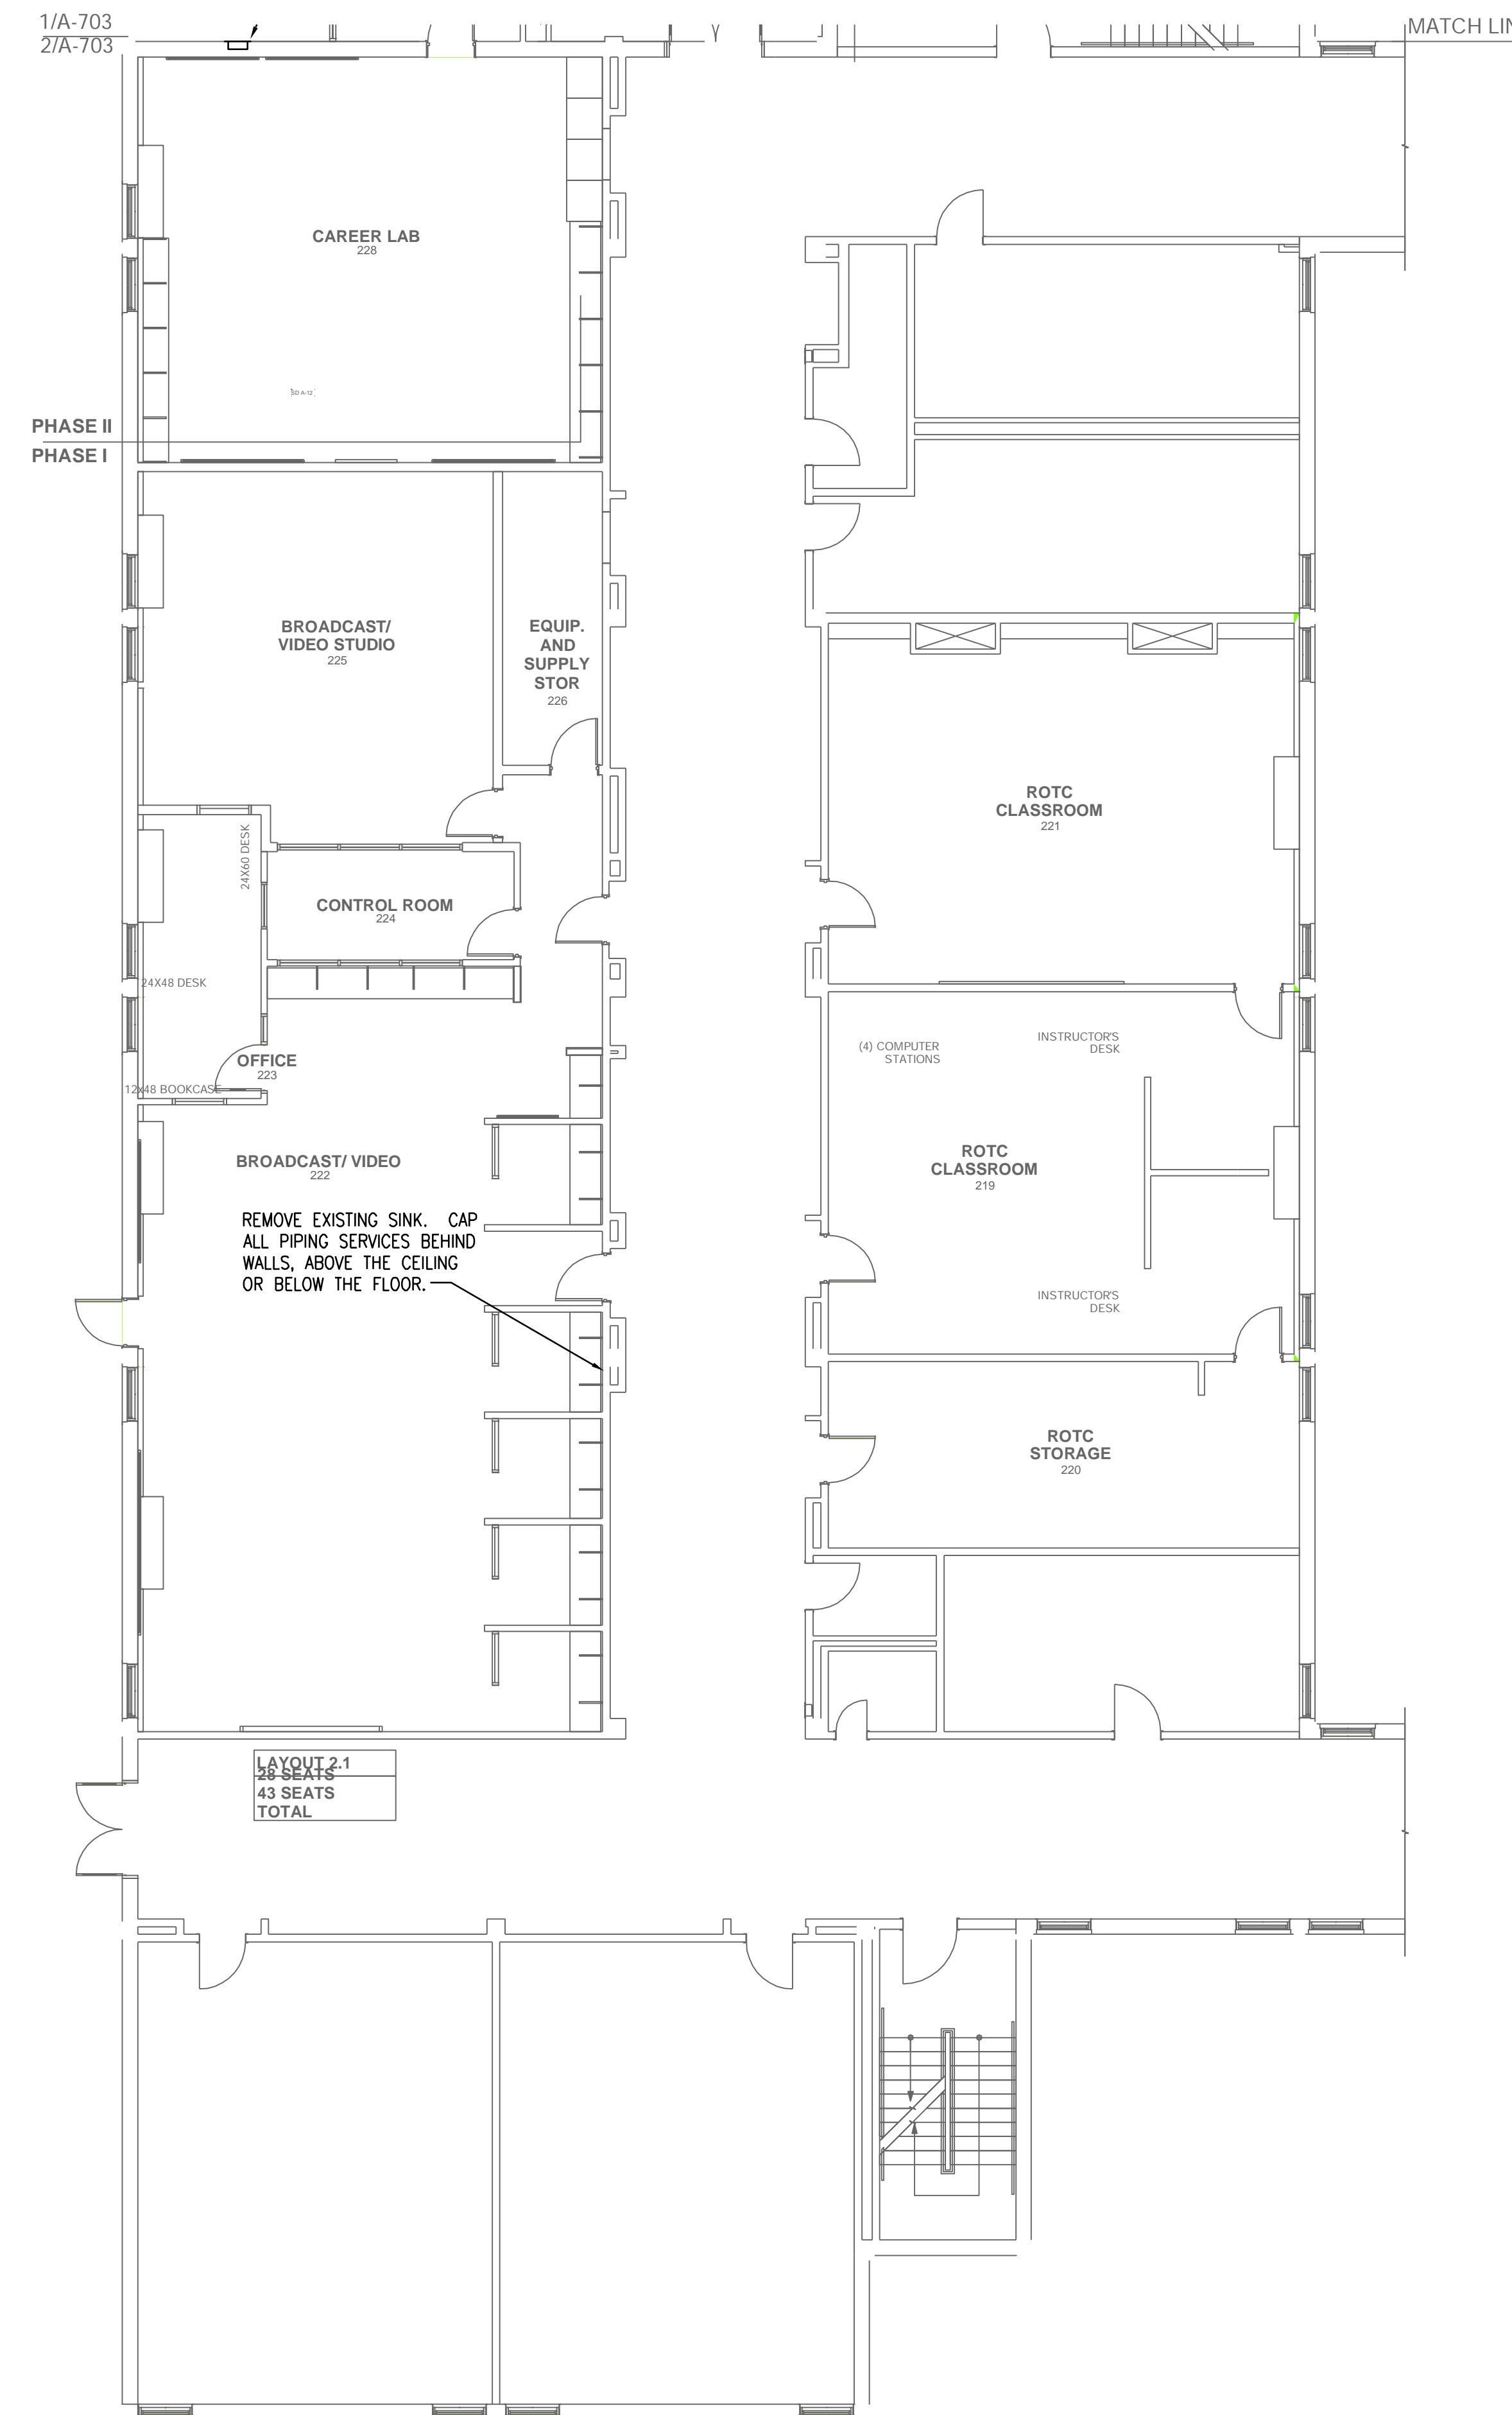 1/A-703
2/A-703
MATCH LIN
CAREER LAB
228
SD A-12
PHASE II
PHASE I
BROADCAST/
VIDEO STUDIO
225
EQUIP.
AND
SUPPLY
STOR
226
ROTC
CLASSROOM
221
24X60 DESK
CONTROL ROOM
224
24X48 DESK
OFFICE
223
12x48 BOOKCASE
(4) COMPUTER
STATIONS
INSTRUCTOR'S
DESK
BROADCAST/ VIDEO
222
ROTC
CLASSROOM
219
REMOVE EXISTING SINK. CAP
ALL PIPING SERVICES BEHIND
WALLS, ABOVE THE CEILING
OR BELOW THE FLOOR.
INSTRUCTOR'S
DESK
ROTC
STORAGE
220
LAYOUT 2.1
28 SEATS
43 SEATS
TOTAL